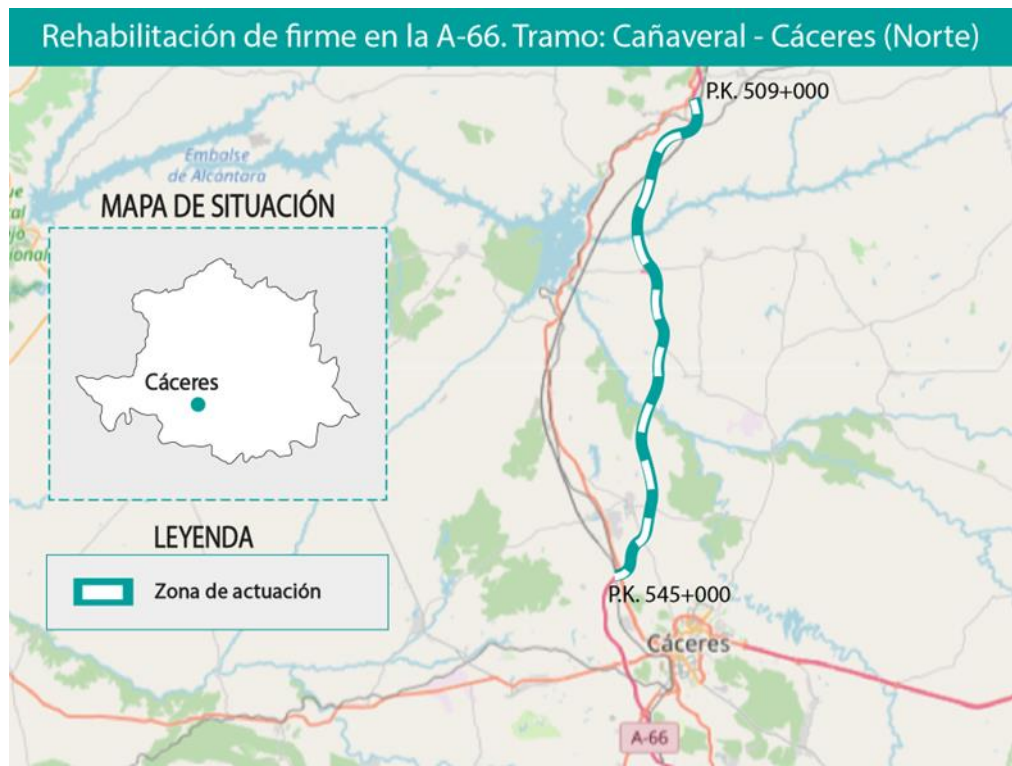 Rehabilitación de firme en la A-66. Tramo: Cañaveral - Cáceres (Norte)
P.K. 509+000
Embalse
de Alcántara
MAPA DE SITUACIÓN
Cáceres
LEYENDA
Zona de actuación
P.K. 545+000
Cáceres
A-66